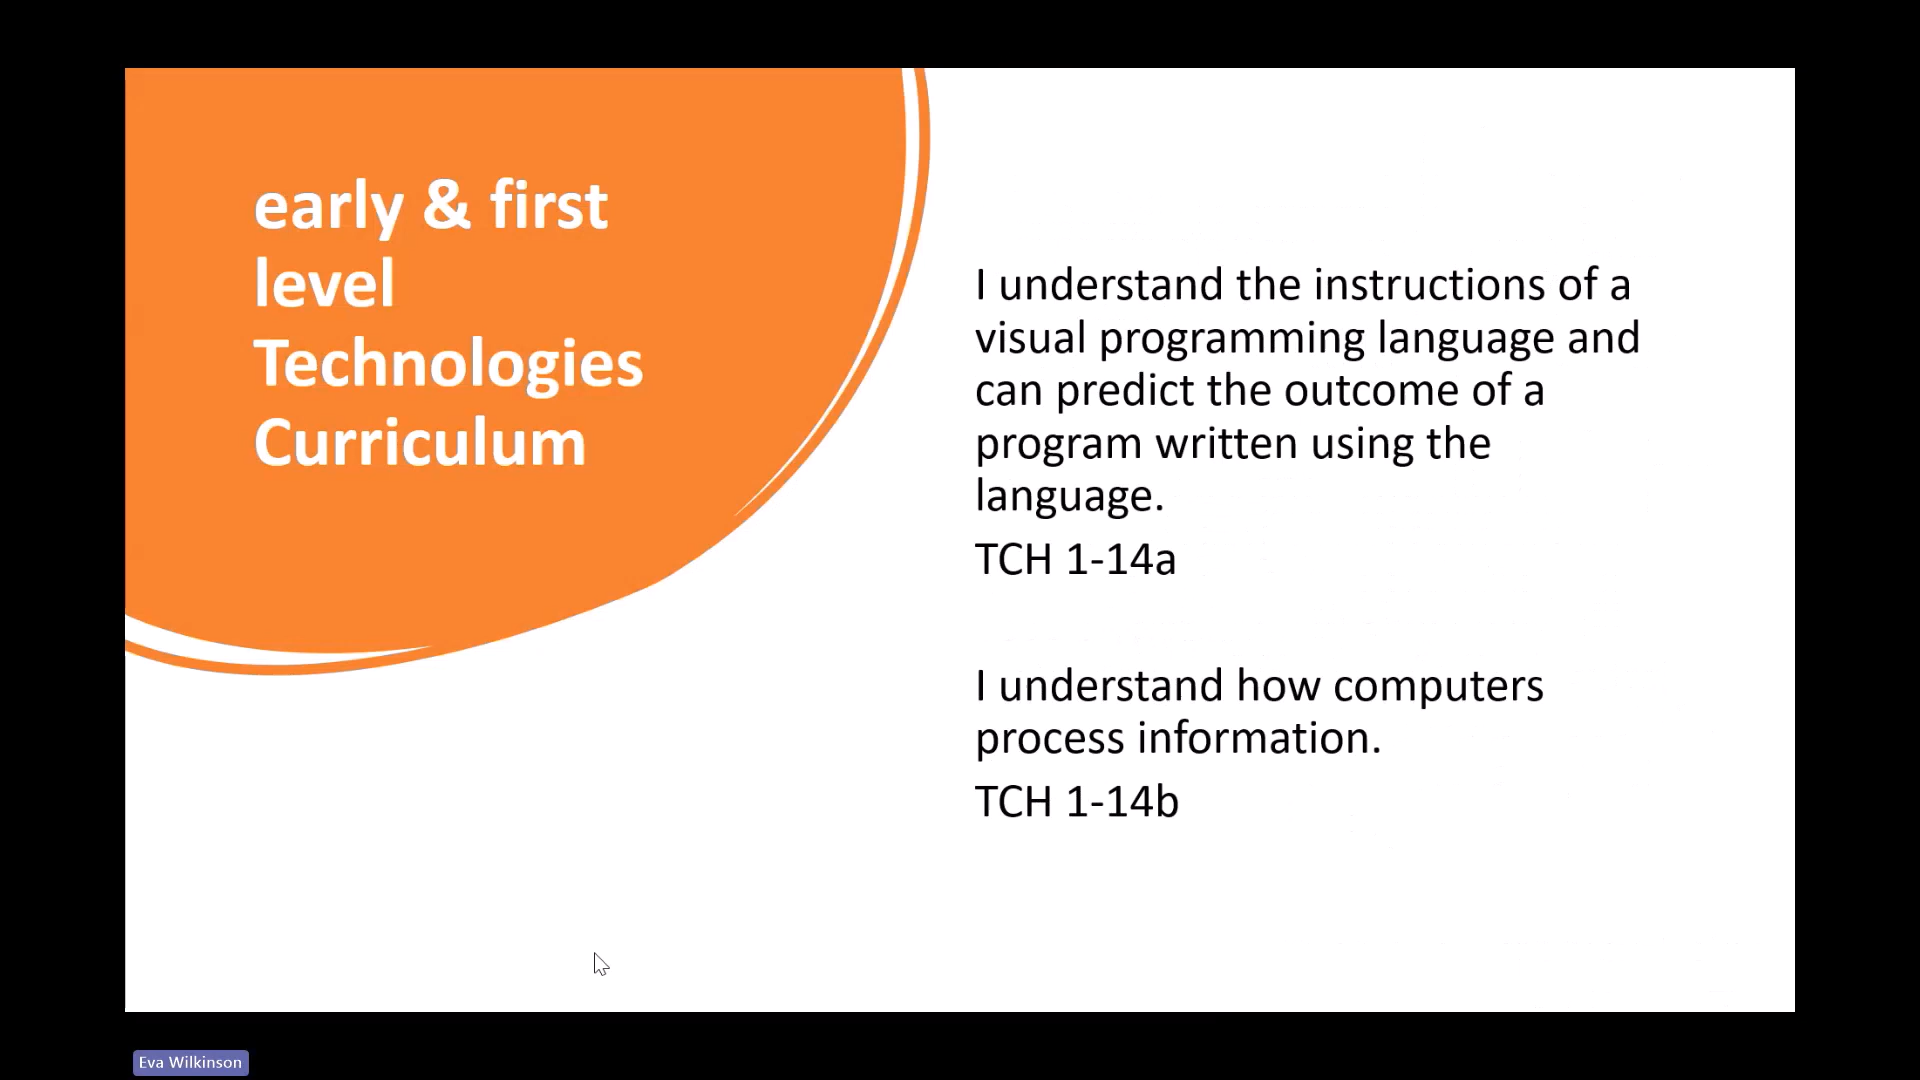 early & first
level
Technologies
Curriculum
I understand the instructions of a
visual programming language and
can predict the outcome of a
program written using the
language.
TCH 1-14a
I understand how computers
process information.
TCH 1-14b
Eva Wilkinson